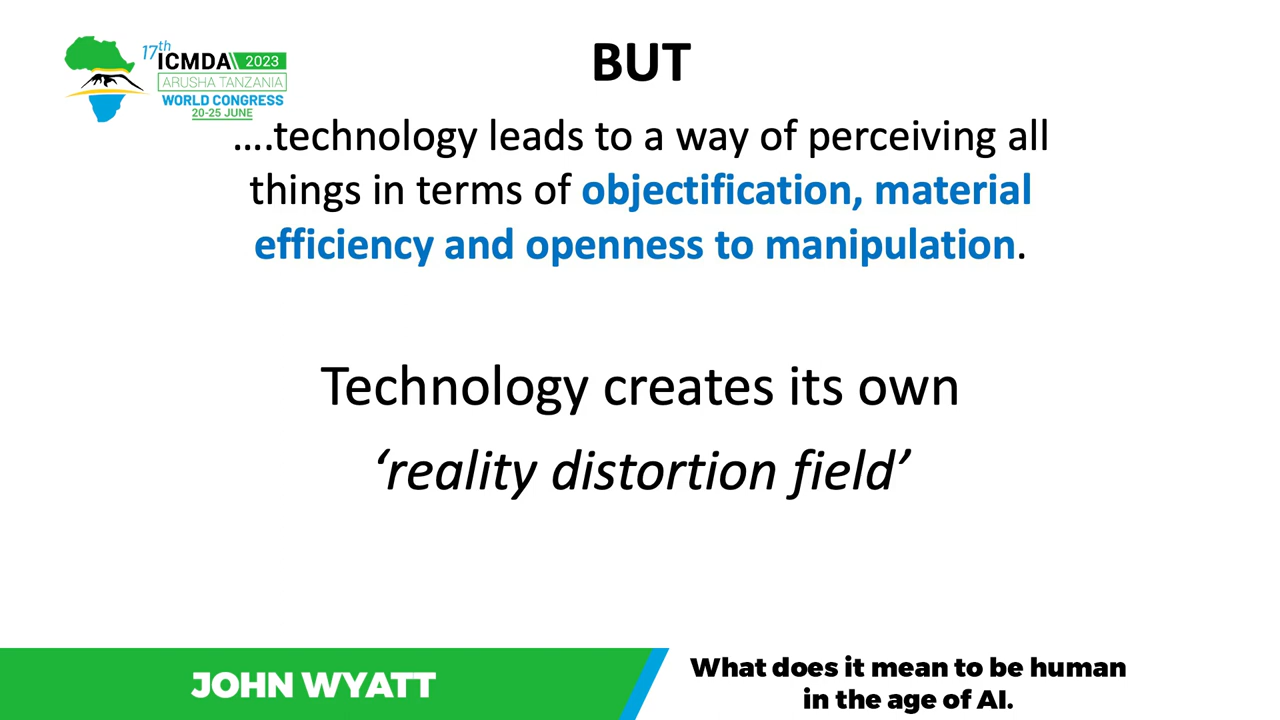 17th
ICMDA 2023
ARUSHA TANZANIA
WORLD CONGRESS
20-25 JUNE
BUT
....technology leads to a way of perceiving all
things in terms of objectification, material
efficiency and openness to manipulation.
Technology creates its own
‘reality distortion field’
JOHN WYATT
What does it mean to be human
in the age of AI.